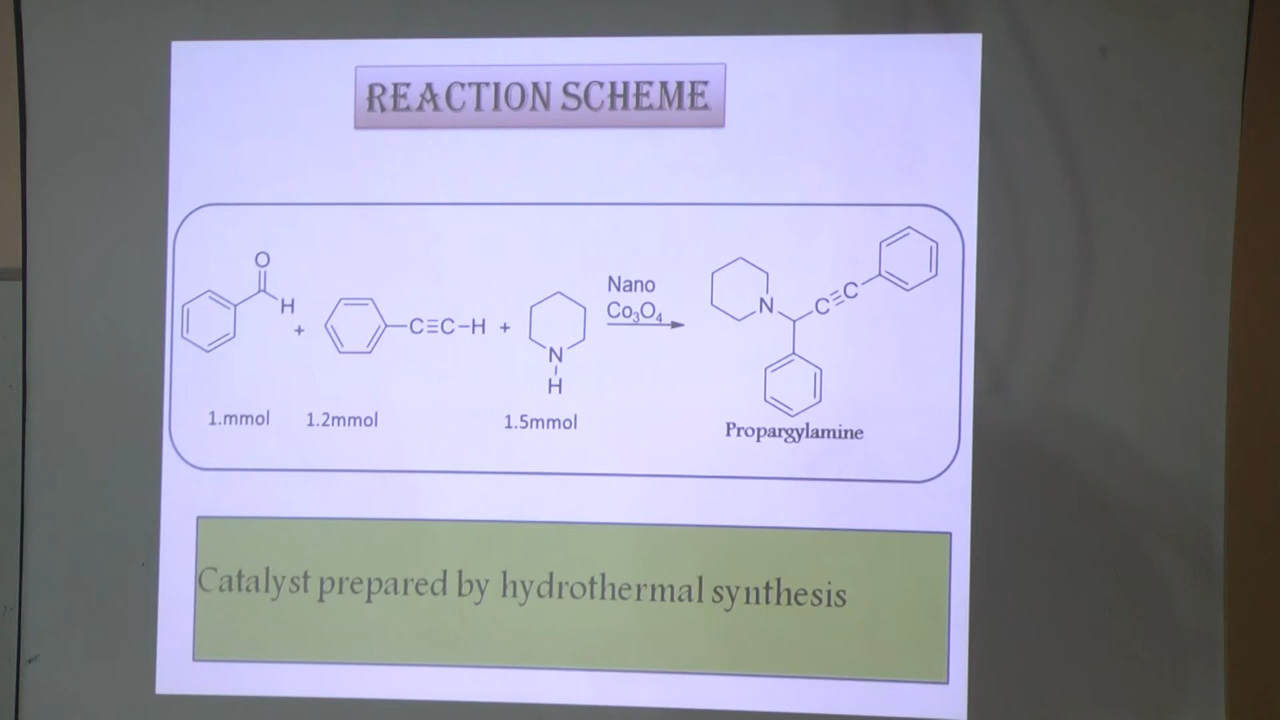 REACTION SCHEME
O
H
+
C≡C-H +
N
H
Nano
Co₃O₄
N
C≡C
1.mmol 1.2mmol 1.5mmol
Propargylamine
Catalyst prepared by hydrothermal synthesis